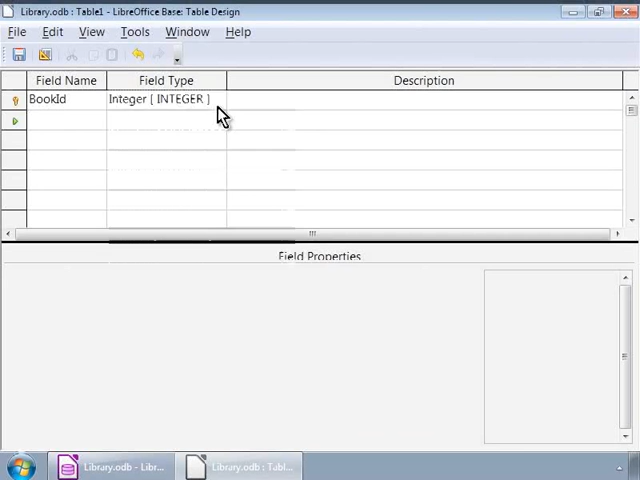 Library.odb : Table1 - LibreOffice Base: Table Design
File Edit View Tools Window Help
Field Name Field Type Description
BookId Integer [ INTEGER ]
Field Properties
Library.odb - Libr... Library.odb : Table...